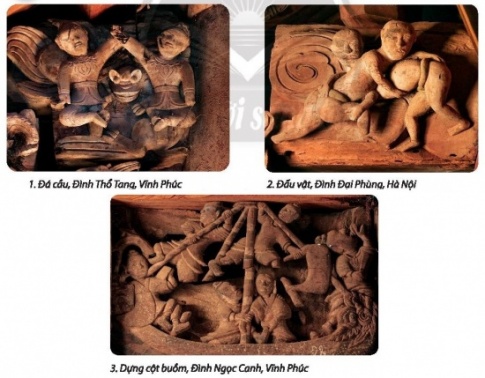 1. Đá cầu, Đình Thổ Tang, Vĩnh Phúc
2. Đấu vật, Đình Đại Phùng, Hà Nội
3. Dựng cột buồm, Đình Ngọc Canh, Vĩnh Phúc